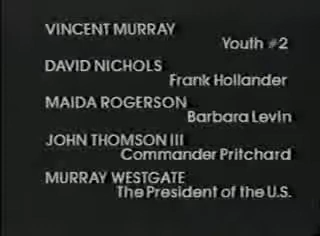 VINCENT MURRAY
Youth #2
DAVID NICHOLS
Frank Hollander
MAIDA ROGERSON
Barbara Levin
JOHN THOMSON III
Commander Pritchard
MURRAY WESTGATE
The President of the U.S.